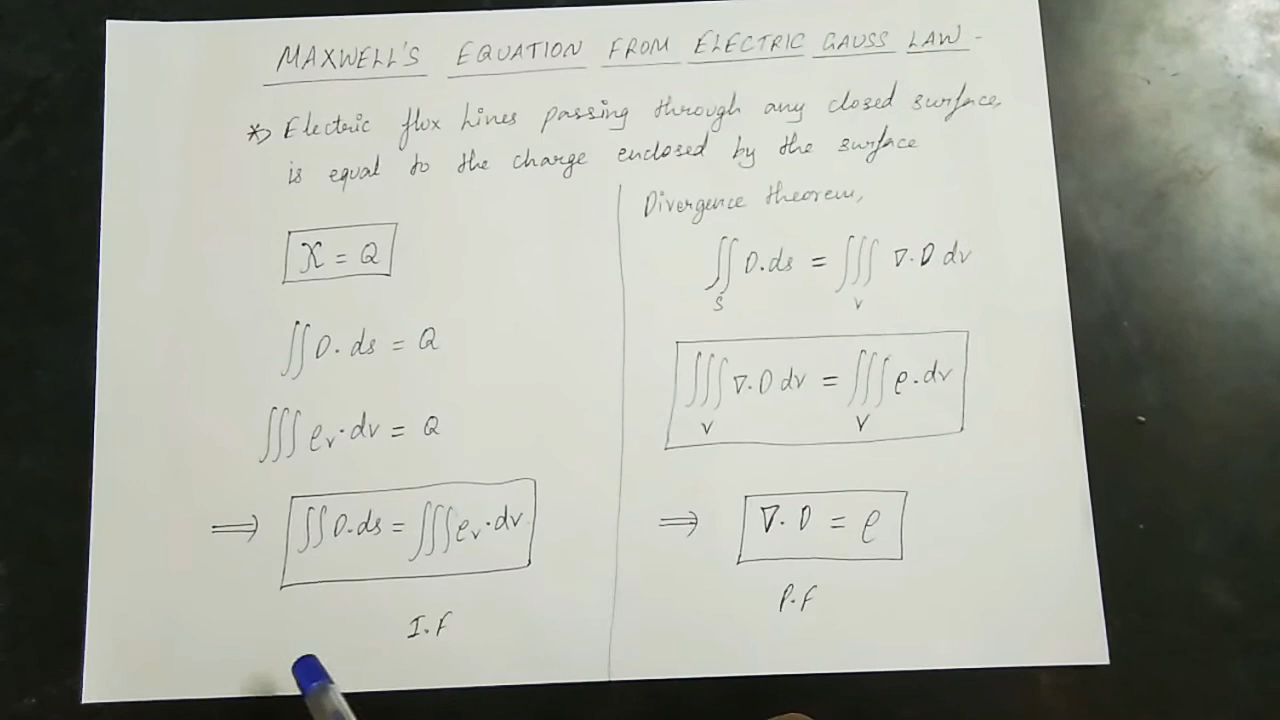 MAXWELL'S EQUATION FROM ELECTRIC GAUSS LAW -
*) Electric flux Lines passing through any closed surface,
is equal to the charge enclosed by the surface
χ = Q
∬ D. ds = Q
∭ ρv. dv = Q
⟹ ∬ D.ds = ∭ ρv. dv
I.F
Divergence theorem,
∬S D.ds = ∭V ∇.D dv
∭V ∇.D dv = ∭V ρ. dv
⟹ ∇. D = ρ
P.F